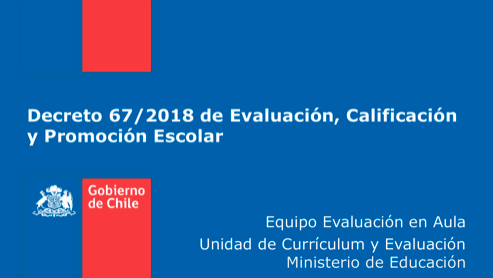 Decreto 67/2018 de Evaluación, Calificación
y Promoción Escolar
Gobierno
de Chile
Equipo Evaluación en Aula
Unidad de Currículum y Evaluación
Ministerio de Educación